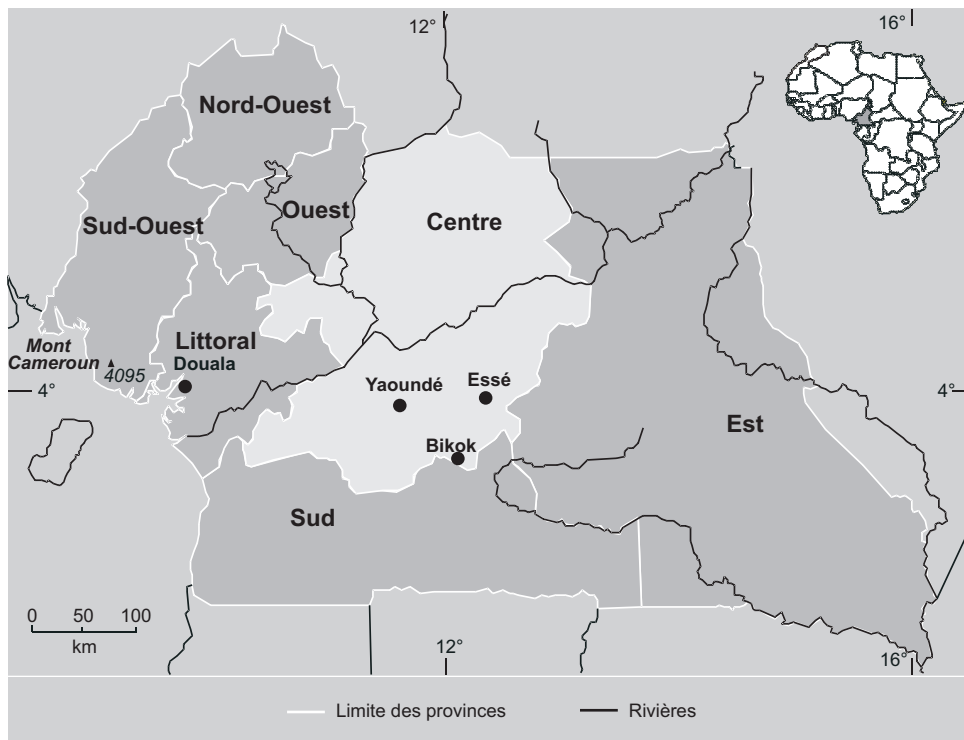 12°
16°
Nord-Ouest
Ouest
Sud-Ouest
Centre
Mont
Cameroun
4095
Littoral
Douala
4°
4°
Yaoundé
Essé
Est
Bikok
Sud
0 50 100
km
12°
16°
Limite des provinces
Rivières